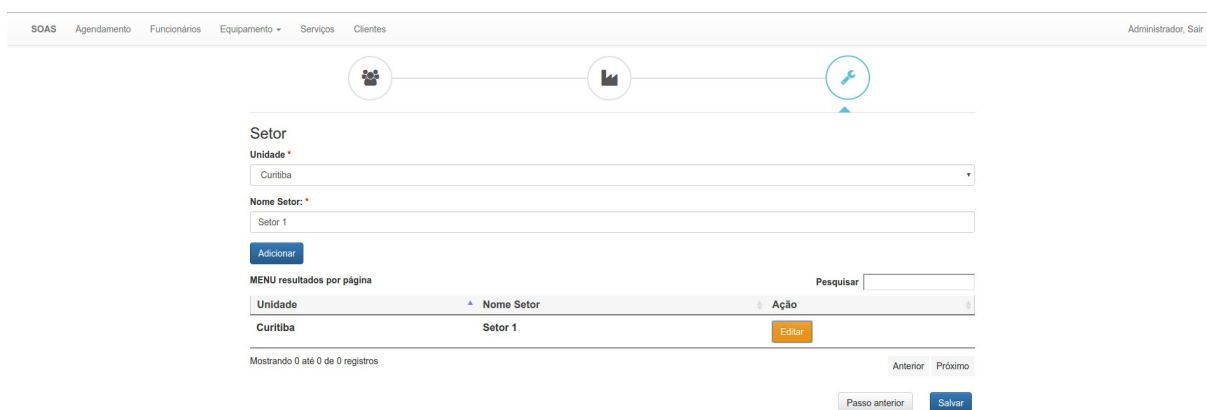 SOAS Agendamento Funcionários Equipamento Serviços Clientes Administrador, Sair
Setor
Unidade *
Curitiba
Nome Setor: *
Setor 1
Adicionar
MENU resultados por página Pesquisar
Unidade Nome Setor Ação
Curitiba Setor 1 Editar
Mostrando 0 até 0 de 0 registros
Anterior Próximo
Passo anterior Salvar